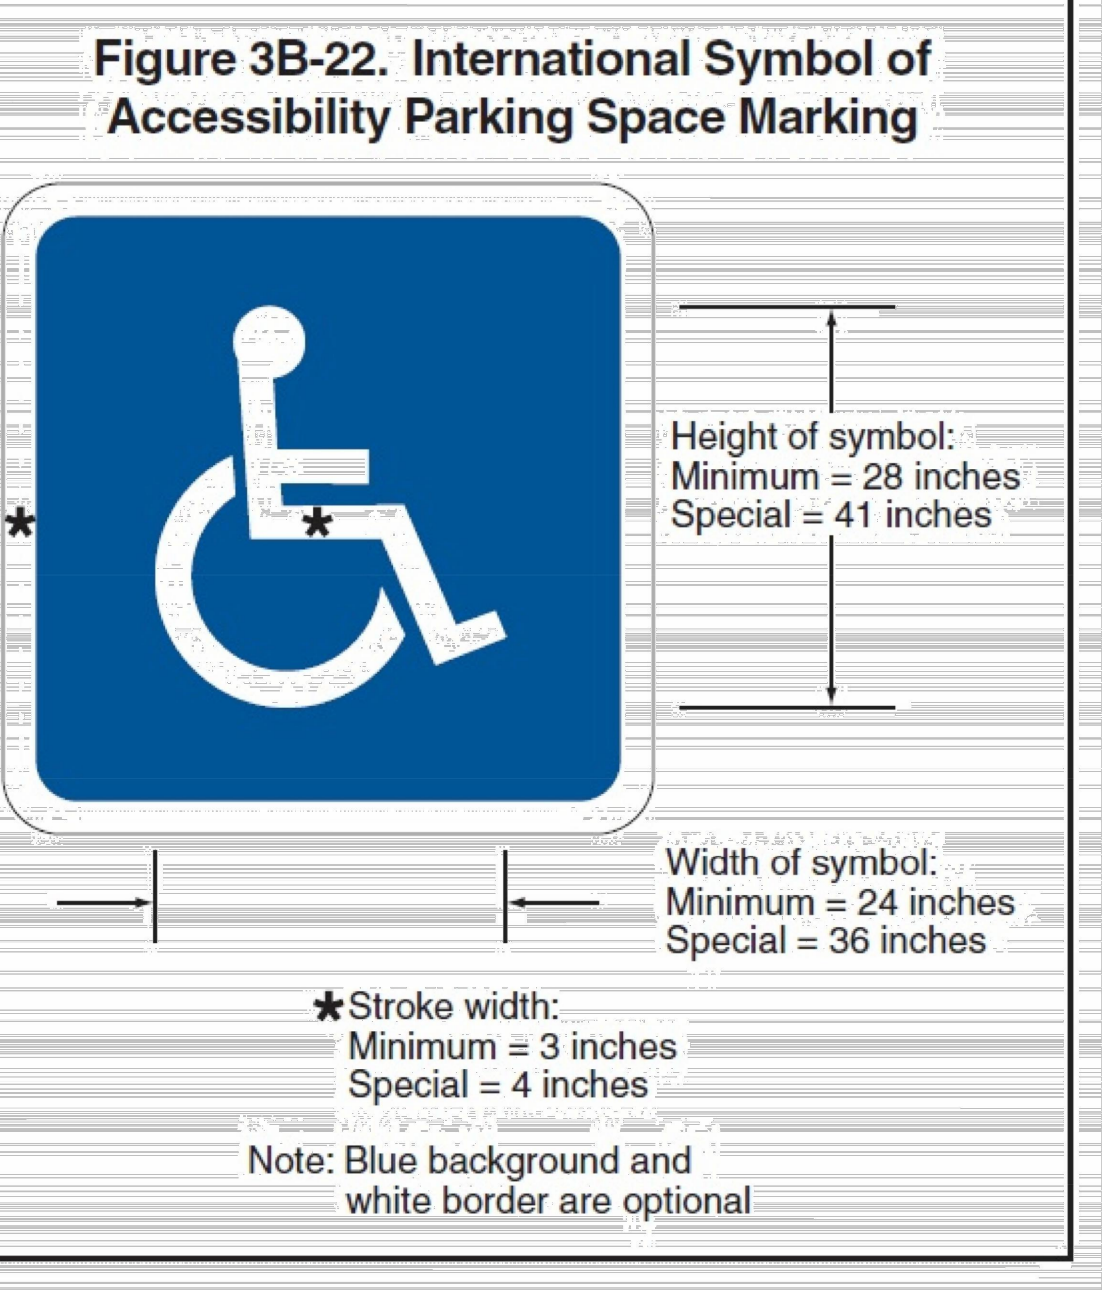 Figure 3B-22. International Symbol of
Accessibility Parking Space Marking
*
*
Height of symbol:
Minimum = 28 inches
Special = 41 inches
Width of symbol:
Minimum = 24 inches
Special = 36 inches
*Stroke width:
Minimum = 3 inches
Special = 4 inches
Note: Blue background and
white border are optional